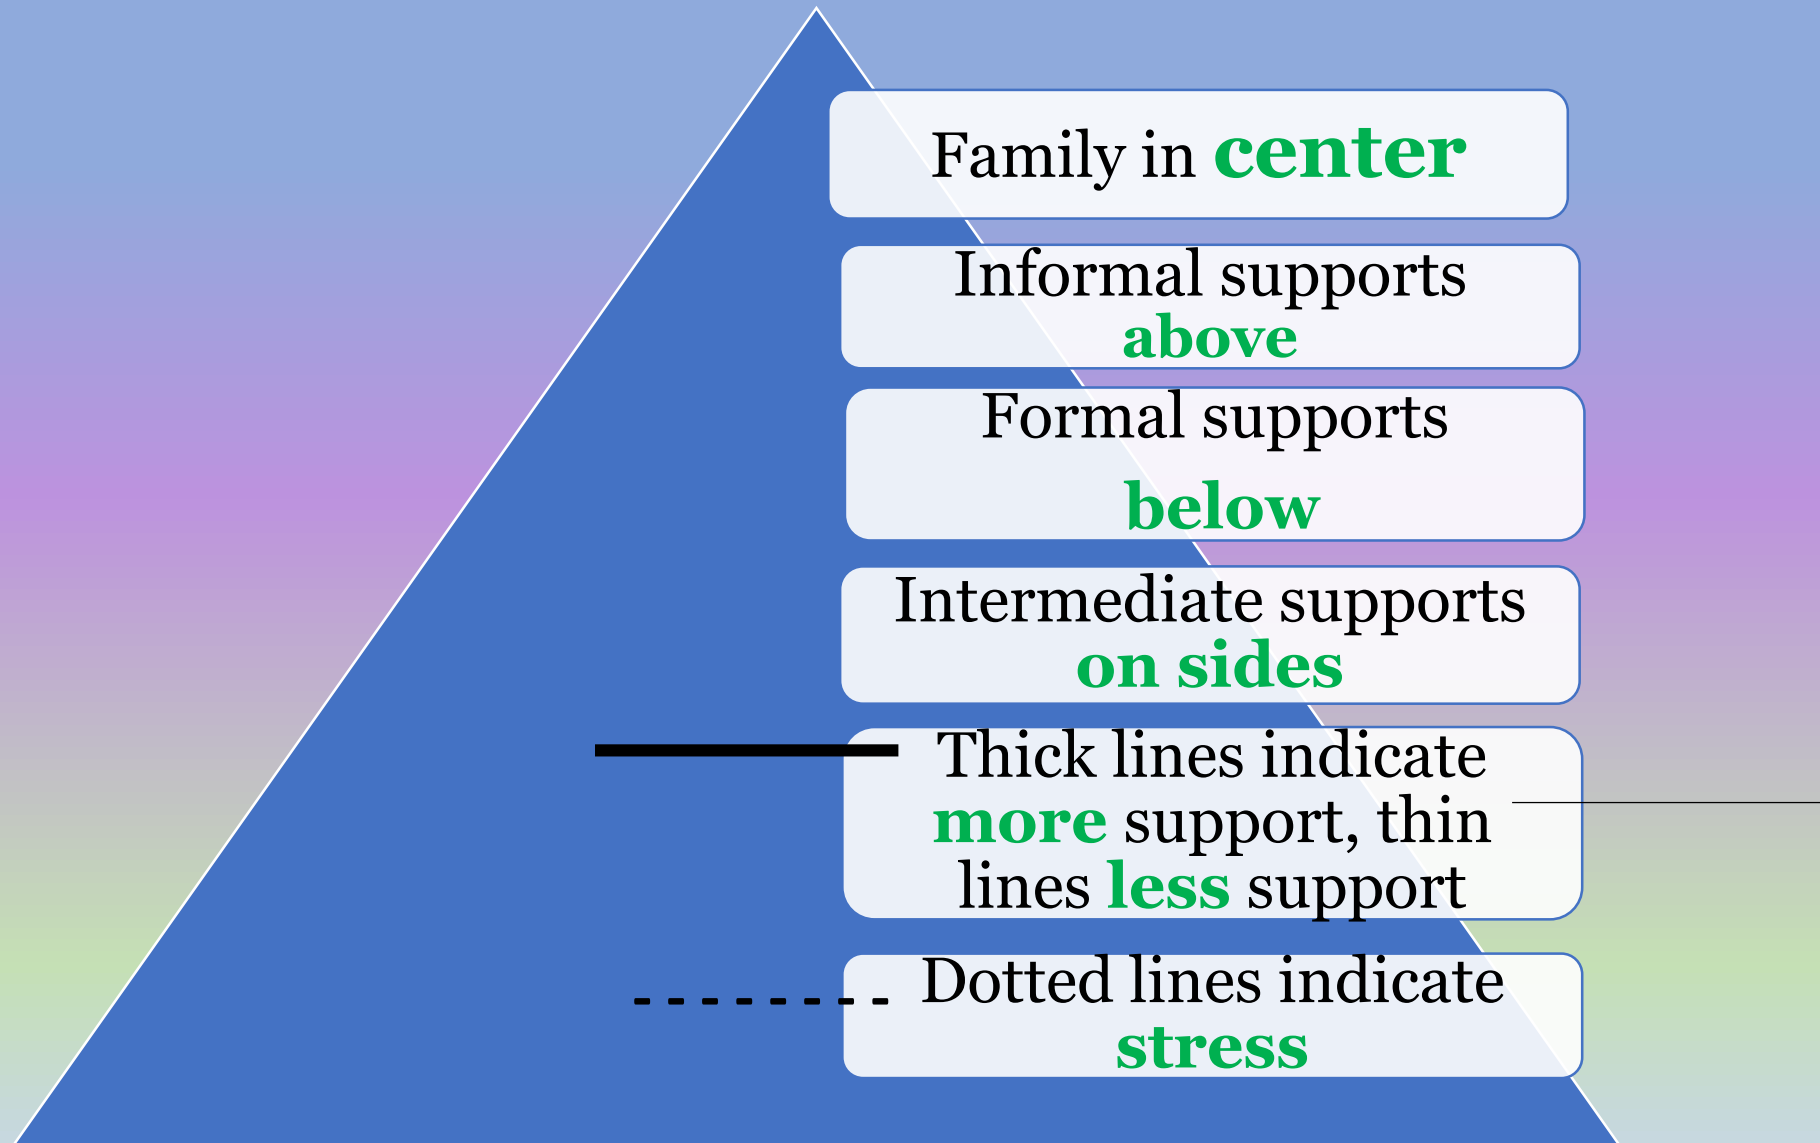 Family in center
Informal supports
above
Formal supports
below
Intermediate supports
on sides
Thick lines indicate
more support, thin
lines less support
Dotted lines indicate
stress